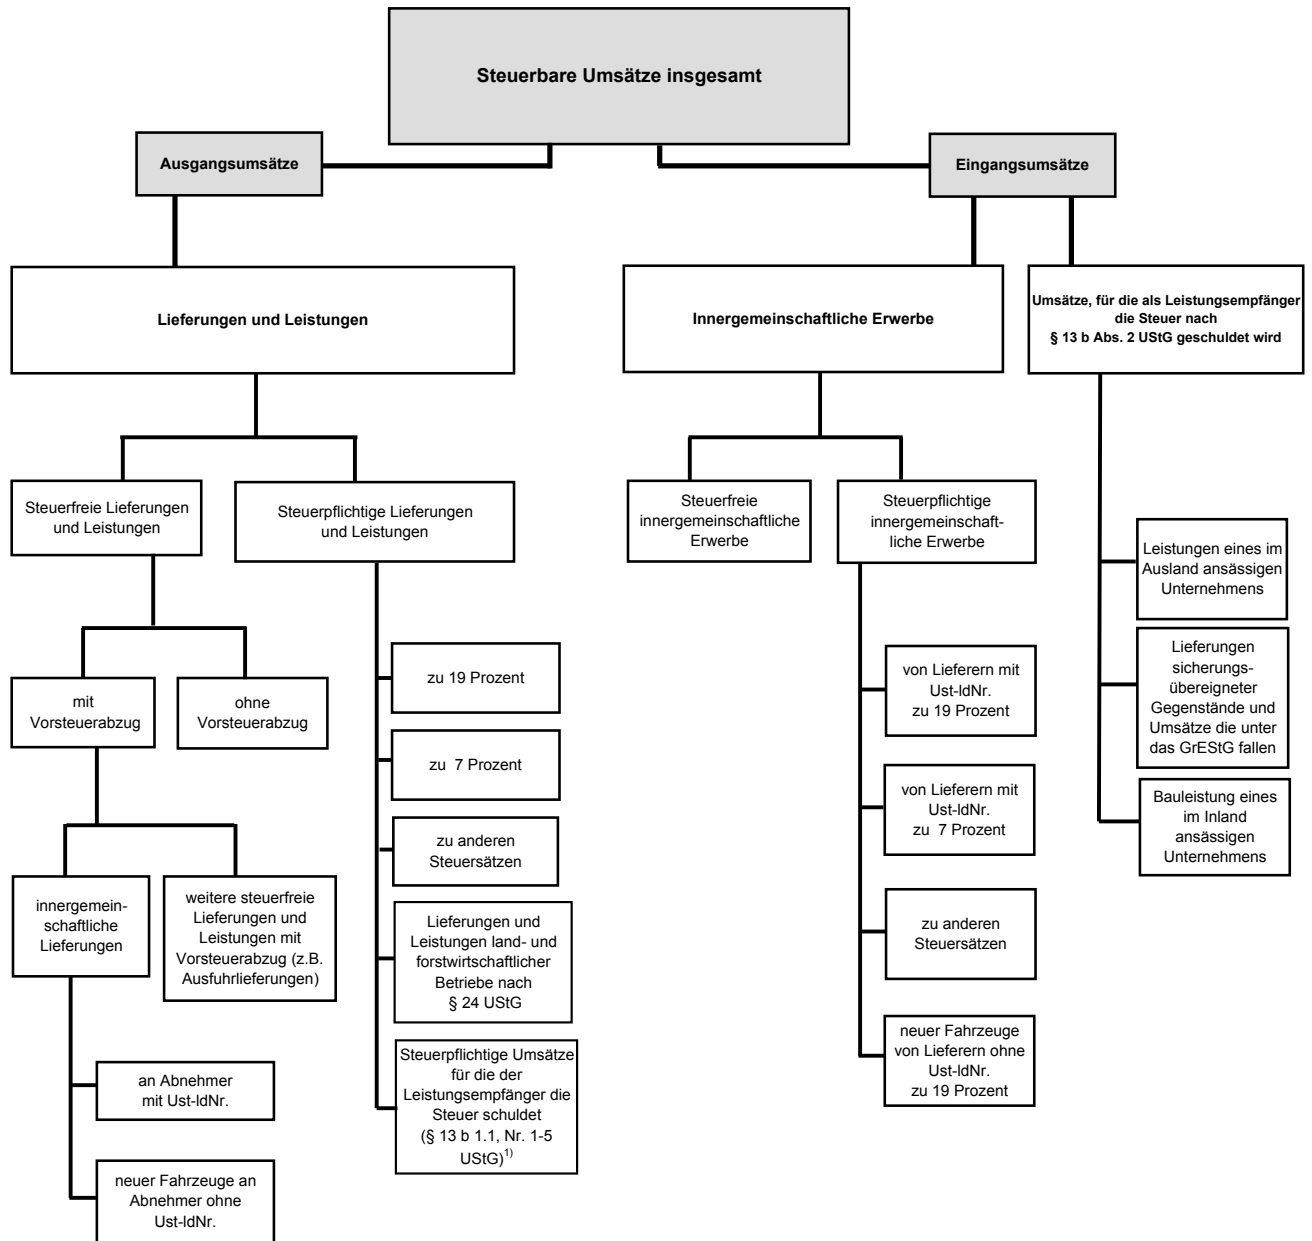 Steuerbare Umsätze insgesamt
Ausgangsumsätze
Eingangsumsätze
Lieferungen und Leistungen
Innergemeinschaftliche Erwerbe
Umsätze, für die als Leistungsempfänger
die Steuer nach
§ 13 b Abs. 2 UStG geschuldet wird
Steuerfreie Lieferungen
und Leistungen
Steuerpflichtige Lieferungen
und Leistungen
Steuerfreie
innergemeinschaftliche
Erwerbe
Steuerpflichtige
innergemeinschaft-
liche Erwerbe
mit
Vorsteuerabzug
ohne
Vorsteuerabzug
innergemein-
schaftliche
Lieferungen
weitere steuerfreie
Lieferungen und
Leistungen mit
Vorsteuerabzug (z.B.
Ausfuhrlieferungen)
an Abnehmer
mit Ust-IdNr.
neuer Fahrzeuge an
Abnehmer ohne
Ust-IdNr.
zu 19 Prozent
zu 7 Prozent
zu anderen
Steuersätzen
Lieferungen und
Leistungen land- und
forstwirtschaftlicher
Betriebe nach
§ 24 UStG
Steuerpflichtige Umsätze
für die der
Leistungsempfänger die
Steuer schuldet
(§ 13 b 1.1, Nr. 1-5
UStG)1)
von Lieferern mit
Ust-IdNr.
zu 19 Prozent
von Lieferern mit
Ust-IdNr.
zu 7 Prozent
zu anderen
Steuersätzen
neuer Fahrzeuge
von Lieferern ohne
Ust-IdNr.
zu 19 Prozent
Leistungen eines im
Ausland ansässigen
Unternehmens
Lieferungen
sicherungs-
übereigneter
Gegenstände und
Umsätze die unter
das GrEStG fallen
Bauleistung eines
im Inland
ansässigen
Unternehmens